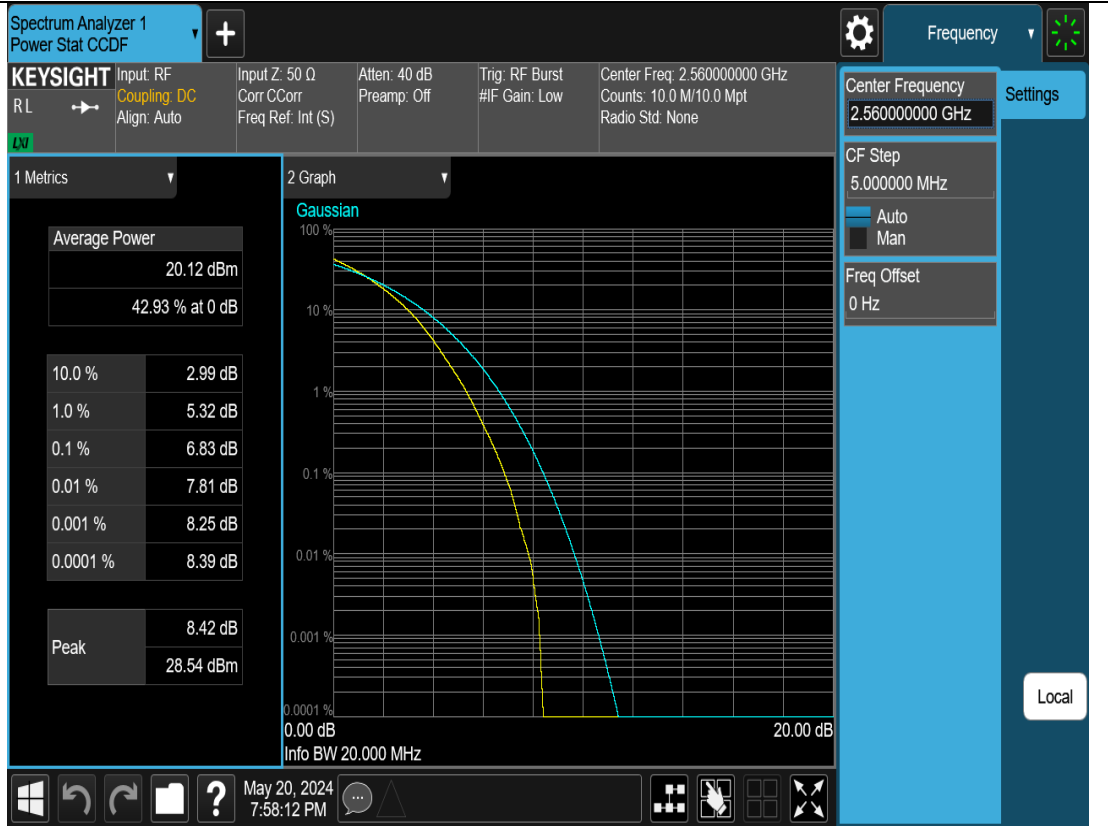 Spectrum Analyzer 1
Power Stat CCDF
+
Frequency
KEYSIGHT
R L
LXI
Input: RF
Coupling: DC
Align: Auto
Input Z: 50 Ω
Corr CCorr
Freq Ref: Int (S)
Atten: 40 dB
Preamp: Off
Trig: RF Burst
#IF Gain: Low
Center Freq: 2.560000000 GHz
Counts: 10.0 M/10.0 Mpt
Radio Std: None
Center Frequency
2.560000000 GHz
Settings
CF Step
5.000000 MHz
Auto
Man
Freq Offset
0 Hz
Local
1 Metrics
Average Power
20.12 dBm
42.93 % at 0 dB
10.0 % 2.99 dB
1.0 % 5.32 dB
0.1 % 6.83 dB
0.01 % 7.81 dB
0.001 % 8.25 dB
0.0001 % 8.39 dB
Peak
8.42 dB
28.54 dBm
2 Graph
Gaussian
100 %
10 %
1 %
0.1 %
0.01 %
0.001 %
0.0001 %
0.00 dB 20.00 dB
Info BW 20.000 MHz
?
May 20, 2024
7:58:12 PM